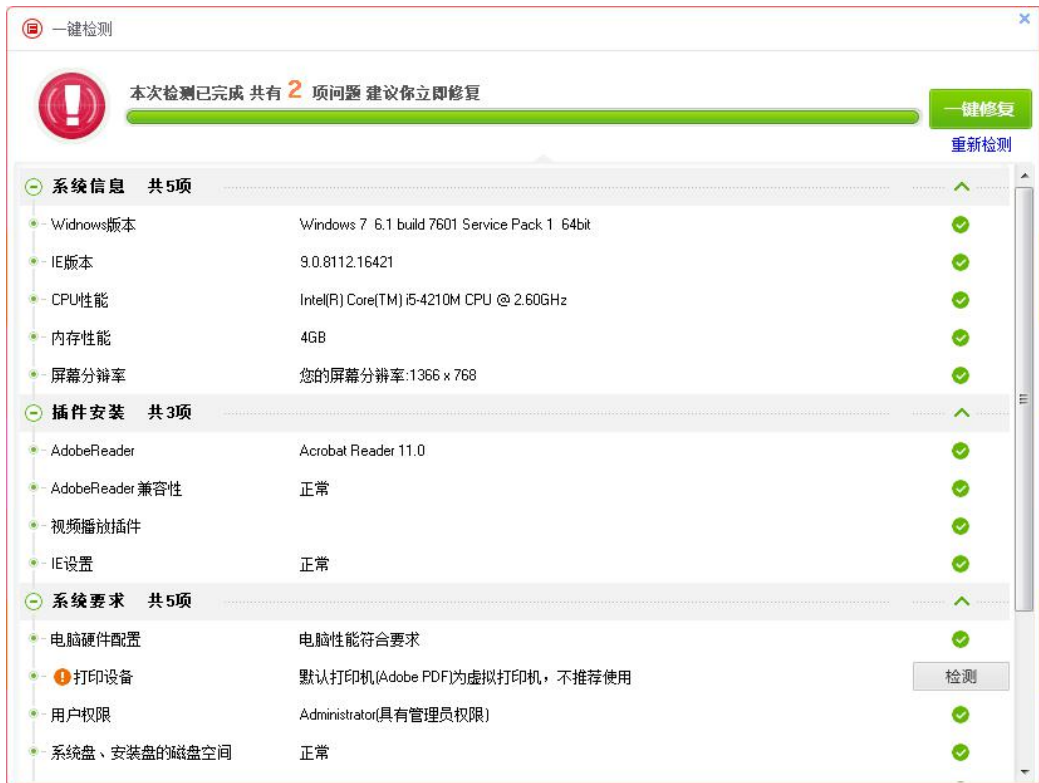 一键检测
本次检测已完成 共有 2 项问题 建议你立即修复
一键修复
重新检测
系统信息 共5项
Widnows版本 Windows 7 6.1 build 7601 Service Pack 1 64bit
IE版本 9.0.8112.16421
CPU性能 Intel(R) Core(TM) i5-4210M CPU @ 2.60GHz
内存性能 4GB
屏幕分辨率 您的屏幕分辨率:1366 x 768
插件安装 共3项
AdobeReader Acrobat Reader 11.0
AdobeReader 兼容性 正常
视频播放插件
IE设置 正常
系统要求 共5项
电脑硬件配置 电脑性能符合要求
打印设备 默认打印机(Adobe PDF)为虚拟打印机，不推荐使用 检测
用户权限 Administrator(具有管理员权限)
系统盘、安装盘的磁盘空间 正常